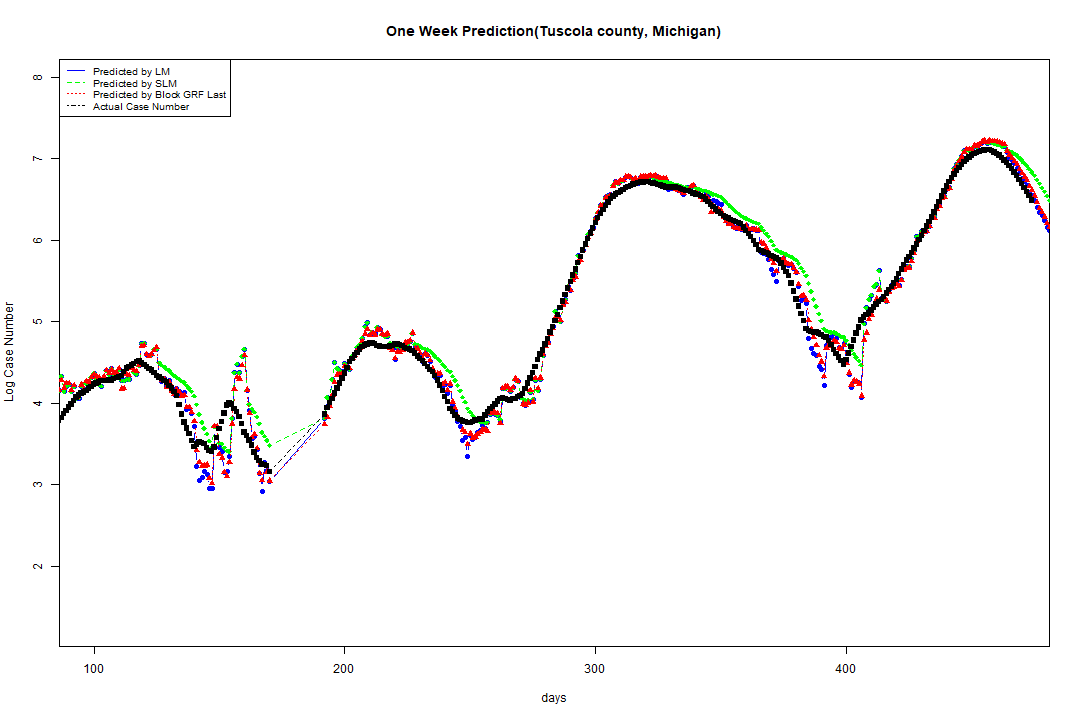 One Week Prediction(Tuscola county, Michigan)
Predicted by LM
Predicted by SLM
Predicted by Block GRF Last
Actual Case Number
8
7
6
5
4
3
2
Log Case Number
100 200 300 400
days